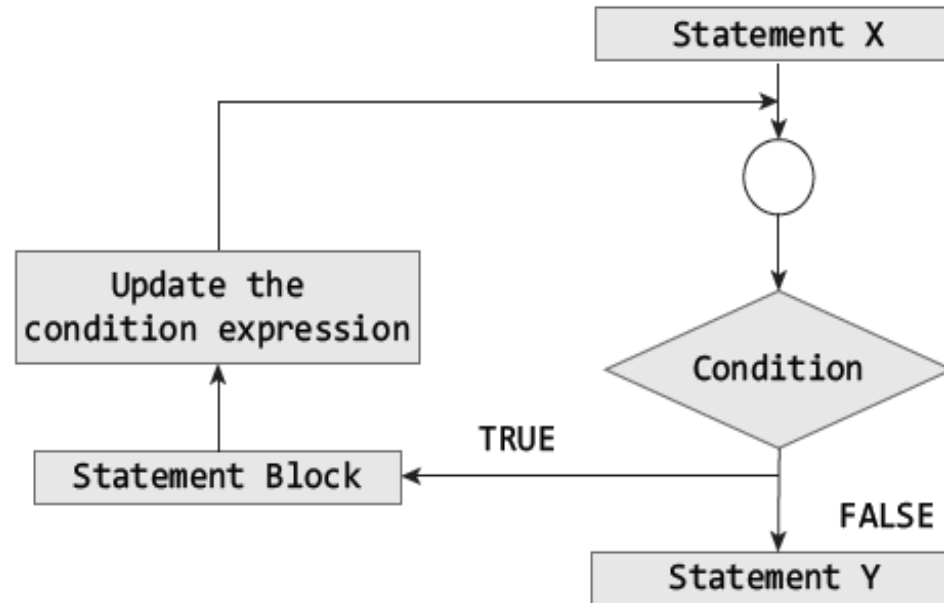 Statement X
Update the
condition expression
Condition
TRUE
Statement Block
FALSE
Statement Y